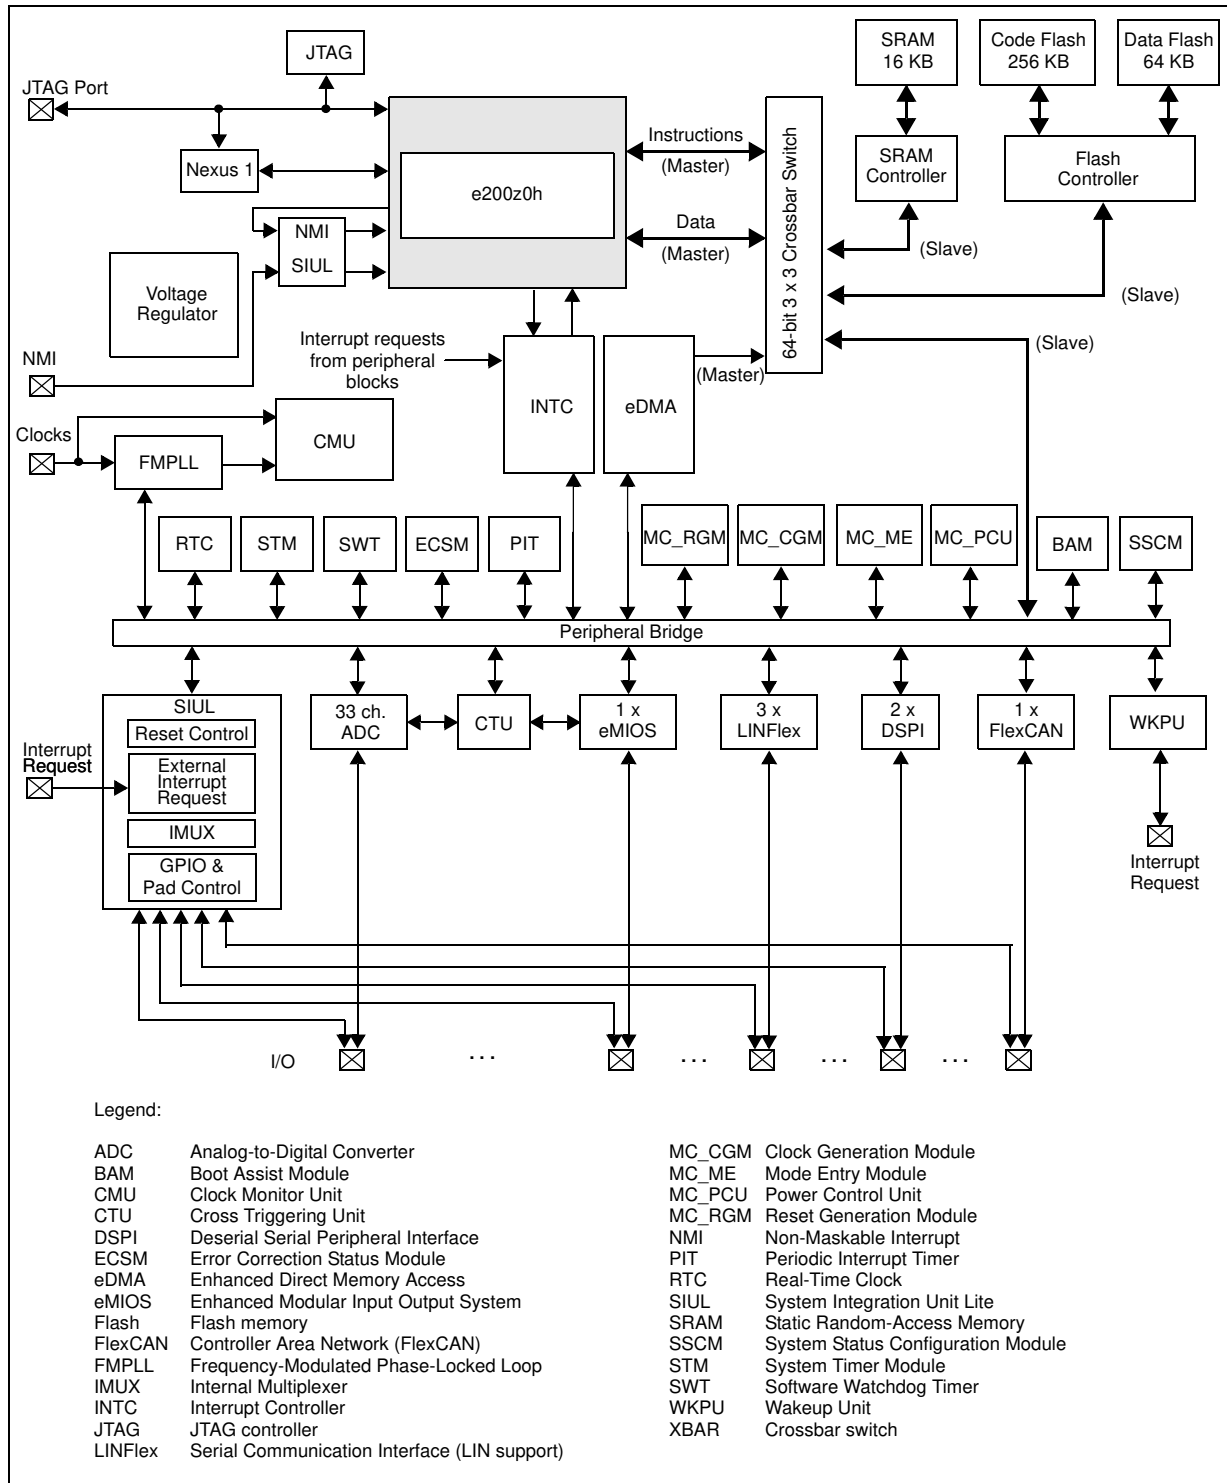 JTAG
SRAM
16 KB
Code Flash
256 KB
Data Flash
64 KB
JTAG Port
Nexus 1
e200z0h
Instructions
(Master)
Data
(Master)
64-bit 3 x 3 Crossbar Switch
SRAM
Controller
Flash
Controller
(Slave)
(Slave)
(Slave)
NMI
SIUL
Voltage
Regulator
NMI
Interrupt requests
from peripheral
blocks
INTC
eDMA
(Master)
Clocks
FMPLL
CMU
RTC
STM
SWT
ECSM
PIT
MC_RGM
MC_CGM
MC_ME
MC_PCU
BAM
SSCM
Peripheral Bridge
SIUL
Reset Control
External
Interrupt
Request
IMUX
GPIO &
Pad Control
Interrupt
Request
33 ch.
ADC
CTU
1 x
eMIOS
3 x
LINFlex
2 x
DSPI
1 x
FlexCAN
WKPU
Interrupt
Request
I/O
. . .
. . .
. . .
. . .
Legend:
ADC Analog-to-Digital Converter
BAM Boot Assist Module
CMU Clock Monitor Unit
CTU Cross Triggering Unit
DSPI Deserial Serial Peripheral Interface
ECSM Error Correction Status Module
eDMA Enhanced Direct Memory Access
eMIOS Enhanced Modular Input Output System
Flash Flash memory
FlexCAN Controller Area Network (FlexCAN)
FMPLL Frequency-Modulated Phase-Locked Loop
IMUX Internal Multiplexer
INTC Interrupt Controller
JTAG JTAG controller
LINFlex Serial Communication Interface (LIN support)
MC_CGM Clock Generation Module
MC_ME Mode Entry Module
MC_PCU Power Control Unit
MC_RGM Reset Generation Module
NMI Non-Maskable Interrupt
PIT Periodic Interrupt Timer
RTC Real-Time Clock
SIUL System Integration Unit Lite
SRAM Static Random-Access Memory
SSCM System Status Configuration Module
STM System Timer Module
SWT Software Watchdog Timer
WKPU Wakeup Unit
XBAR Crossbar switch